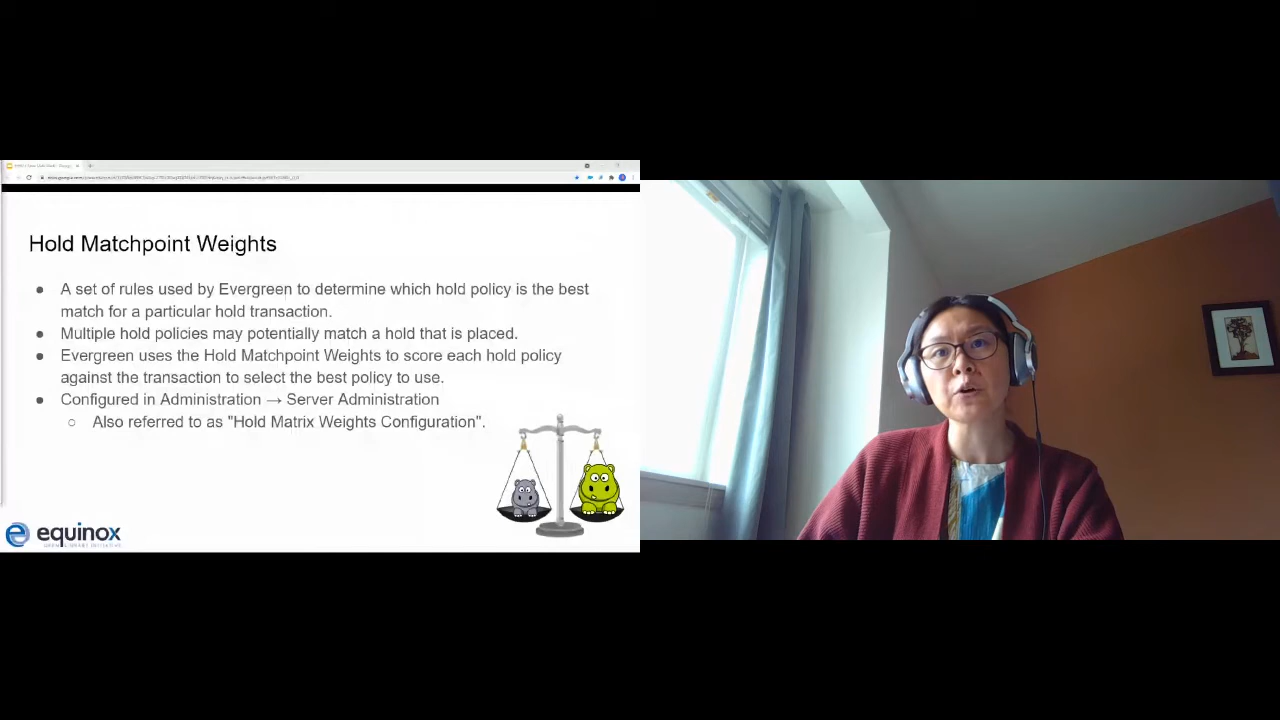 Hold Matchpoint Weights
● A set of rules used by Evergreen to determine which hold policy is the best
match for a particular hold transaction.
● Multiple hold policies may potentially match a hold that is placed.
● Evergreen uses the Hold Matchpoint Weights to score each hold policy
against the transaction to select the best policy to use.
● Configured in Administration → Server Administration
○ Also referred to as "Hold Matrix Weights Configuration".
equinox